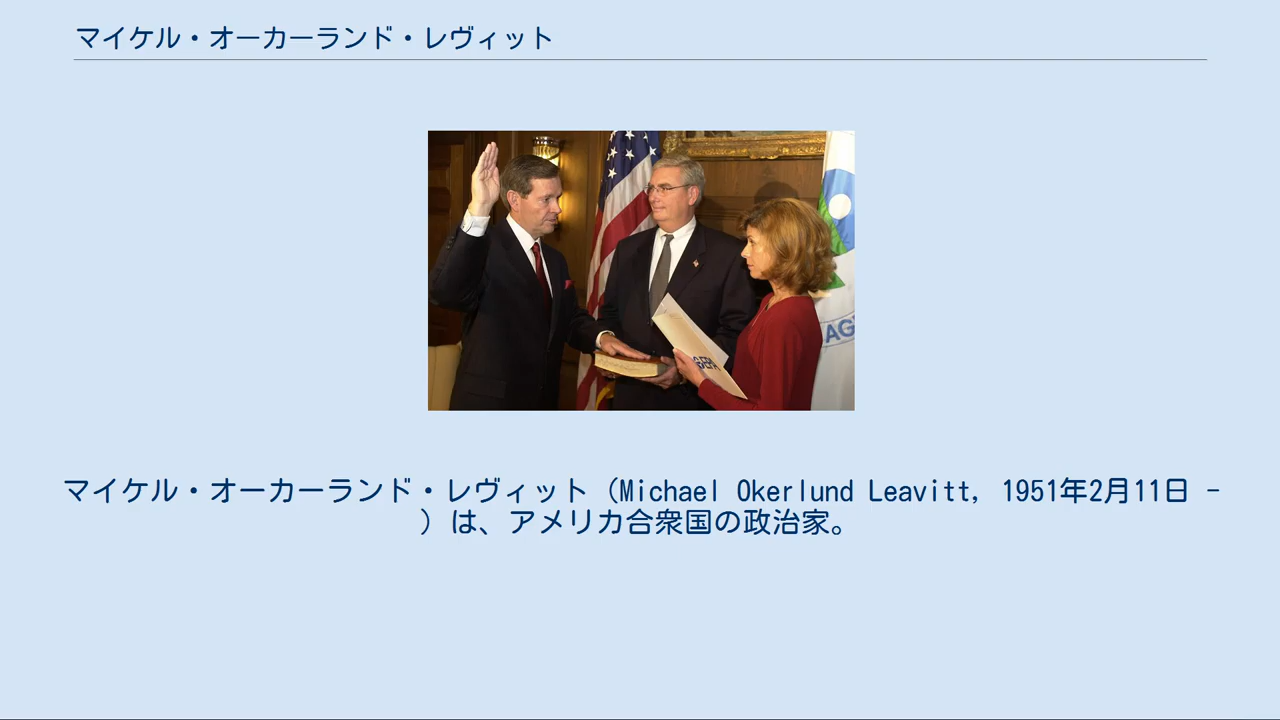 マイケル・オーカーランド・レヴィット
マイケル・オーカーランド・レヴィット（Michael Okerlund Leavitt, 1951年2月11日 -
）は、アメリカ合衆国の政治家。